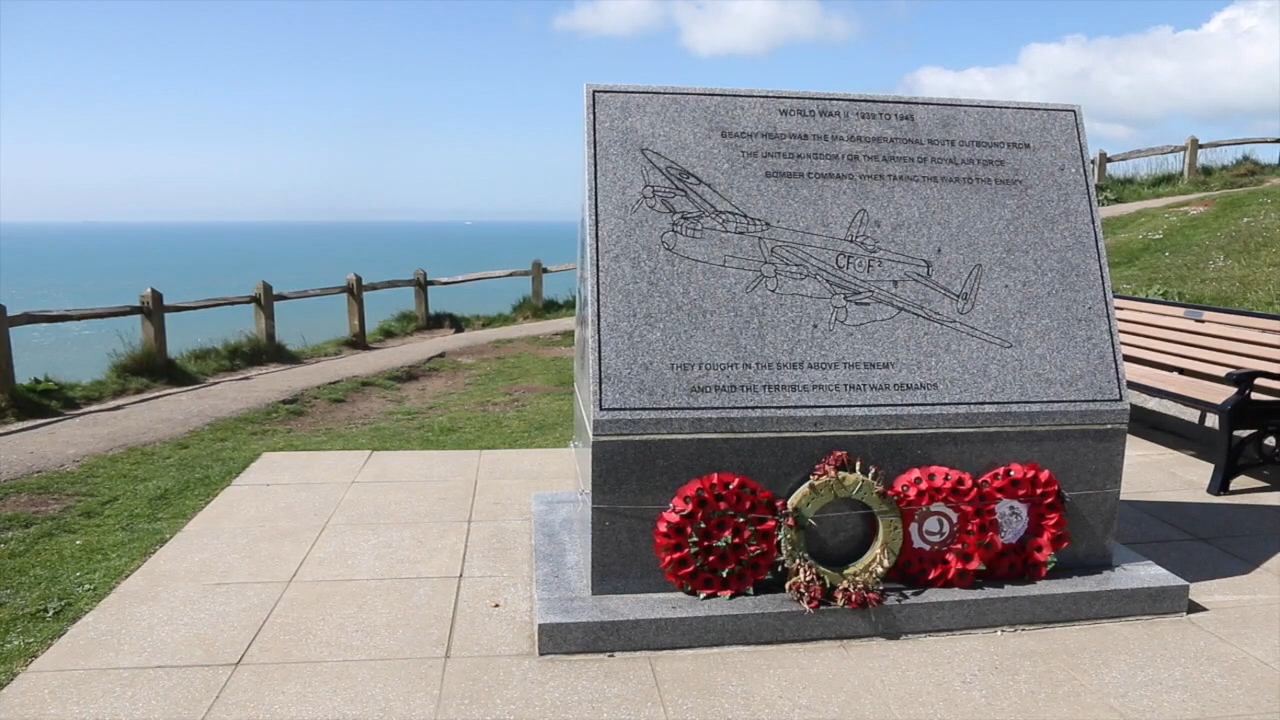 WORLD WAR II 1939 TO 1945
BEACHY HEAD WAS THE MAJOR OPERATIONAL ROUTE OUTBOUND FROM
THE UNITED KINGDOM FOR THE AIRMEN OF ROYAL AIR FORCE
BOMBER COMMAND, WHEN TAKING THE WAR TO THE ENEMY.
CF F²
THEY FOUGHT IN THE SKIES ABOVE THE ENEMY
AND PAID THE TERRIBLE PRICE THAT WAR DEMANDS